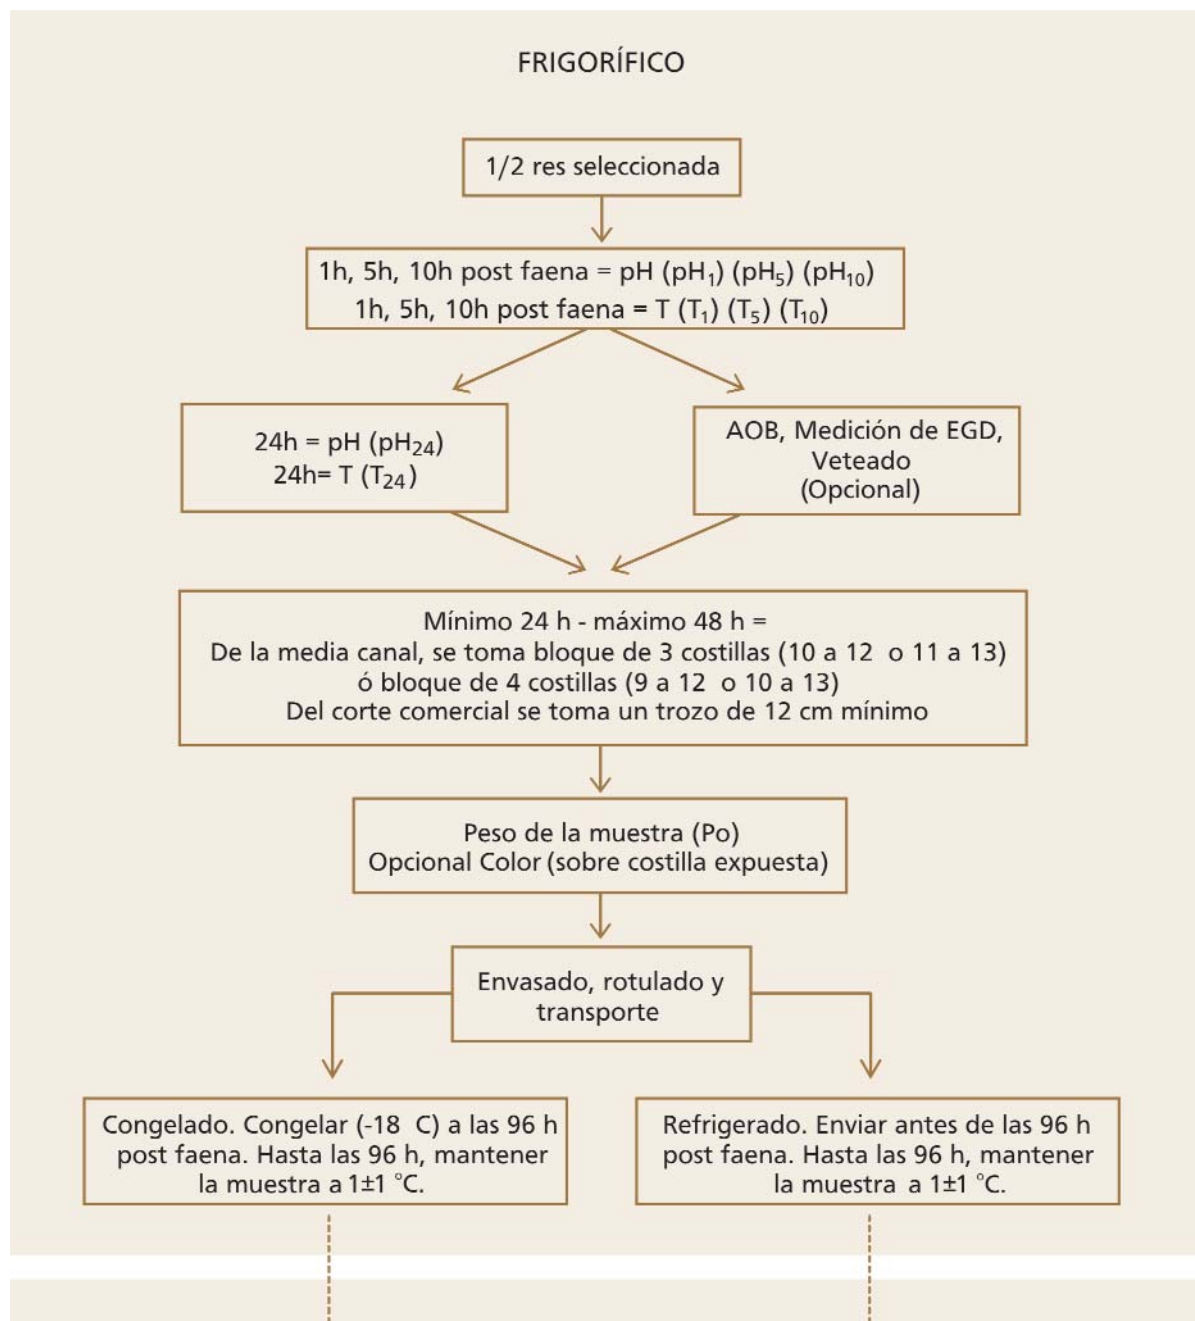 FRIGORÍFICO
1/2 res seleccionada
1h, 5h, 10h post faena = pH (pH₁) (pH₅) (pH₁₀)
1h, 5h, 10h post faena = T (T₁) (T₅) (T₁₀)
24h = pH (pH₂₄)
24h= T (T₂₄)
AOB, Medición de EGD,
Veteado
(Opcional)
Mínimo 24 h - máximo 48 h =
De la media canal, se toma bloque de 3 costillas (10 a 12 o 11 a 13)
ó bloque de 4 costillas (9 a 12 o 10 a 13)
Del corte comercial se toma un trozo de 12 cm mínimo
Peso de la muestra (Po)
Opcional Color (sobre costilla expuesta)
Envasado, rotulado y
transporte
Congelado. Congelar (-18 C) a las 96 h
post faena. Hasta las 96 h, mantener
la muestra a 1±1 °C.
Refrigerado. Enviar antes de las 96 h
post faena. Hasta las 96 h, mantener
la muestra a 1±1 °C.